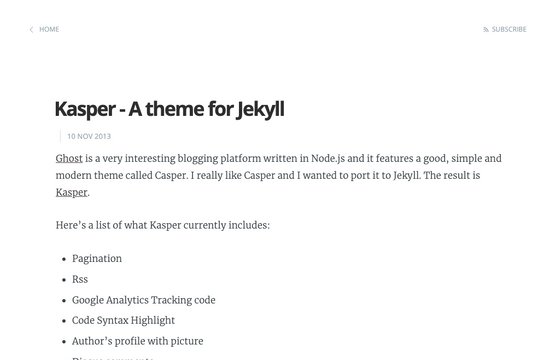 HOME
SUBSCRIBE
Kasper - A theme for Jekyll
10 NOV 2013
Ghost is a very interesting blogging platform written in Node.js and it features a good, simple and
modern theme called Casper. I really like Casper and I wanted to port it to Jekyll. The result is
Kasper.
Here's a list of what Kasper currently includes:
• Pagination
• Rss
• Google Analytics Tracking code
• Code Syntax Highlight
• Author's profile with picture